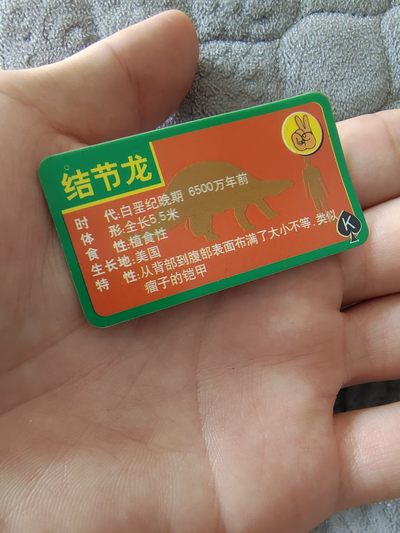 结节龙
时 代:白垩纪晚期 6500万年前
体 形:全长5.5米
食 性:植食性
生长地:美国
特 性:从背部到腹部表面布满了大小不等,类似
瘤子的铠甲
K